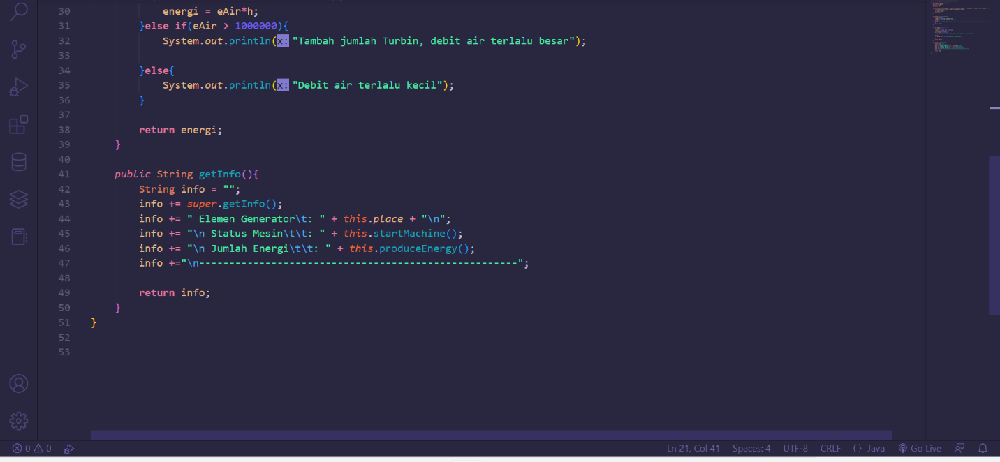 30 energi = eAir*h;
31 }else if(eAir > 1000000){
32 System.out.println(x: "Tambah jumlah Turbin, debit air terlalu besar");
33
34 }else{
35 System.out.println(x: "Debit air terlalu kecil");
36 }
37
38 return energi;
39 }
40
41 public String getInfo(){
42 String info = "";
43 info += super.getInfo();
44 info += " Elemen Generator\t: " + this.place + "\n";
45 info += "\n Status Mesin\t\t: " + this.startMachine();
46 info += "\n Jumlah Energi\t\t: " + this.produceEnergy();
47 info +="\n-----------------------------------------------------";
48
49 return info;
50 }
51 }
52
53
0 0 Ln 21, Col 41 Spaces: 4 UTF-8 CRLF {} Java Go Live